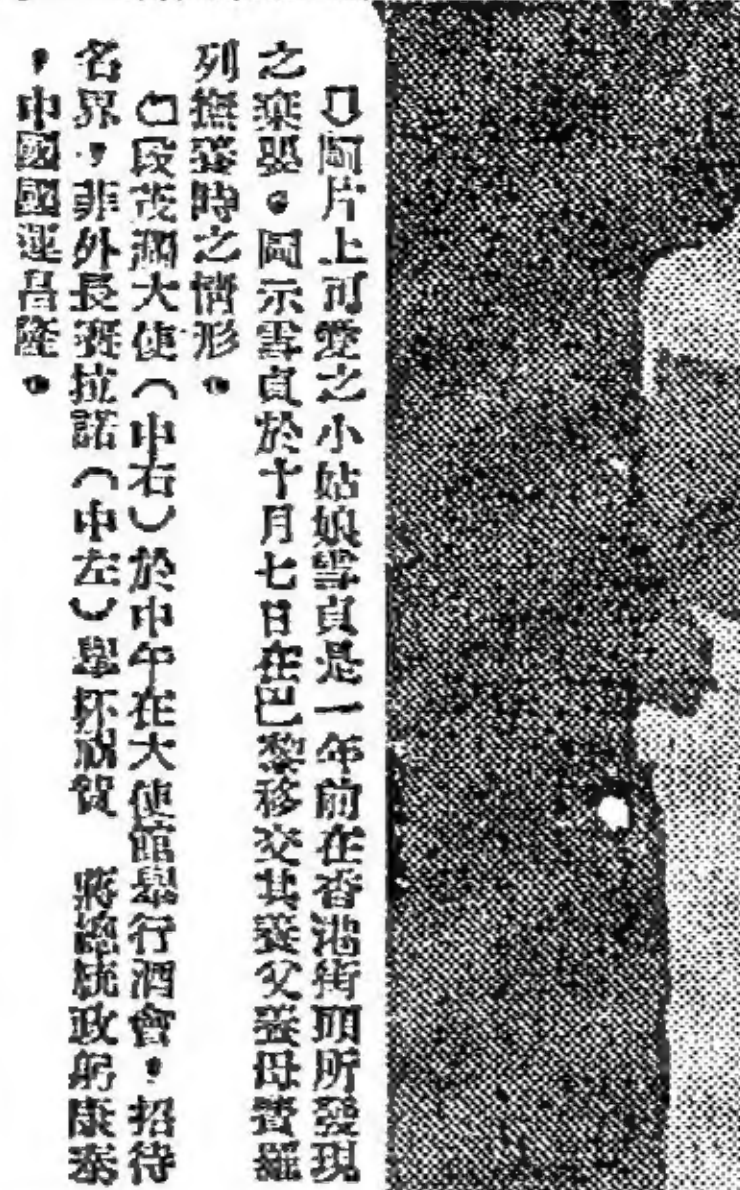 圖片上可愛之小姑娘雪貞是一年前在香港街頭所發現
之棄嬰。圖示雪貞於十月七日在巴黎移交其養父養母費羅
列撫養時之情形。
段茂瀾大使(中右)於中午在大使館舉行酒會,招待
名界,菲外長賽拉諾(中左)舉杯祝賀 蔣總統政躬康泰
,中國國運昌隆。